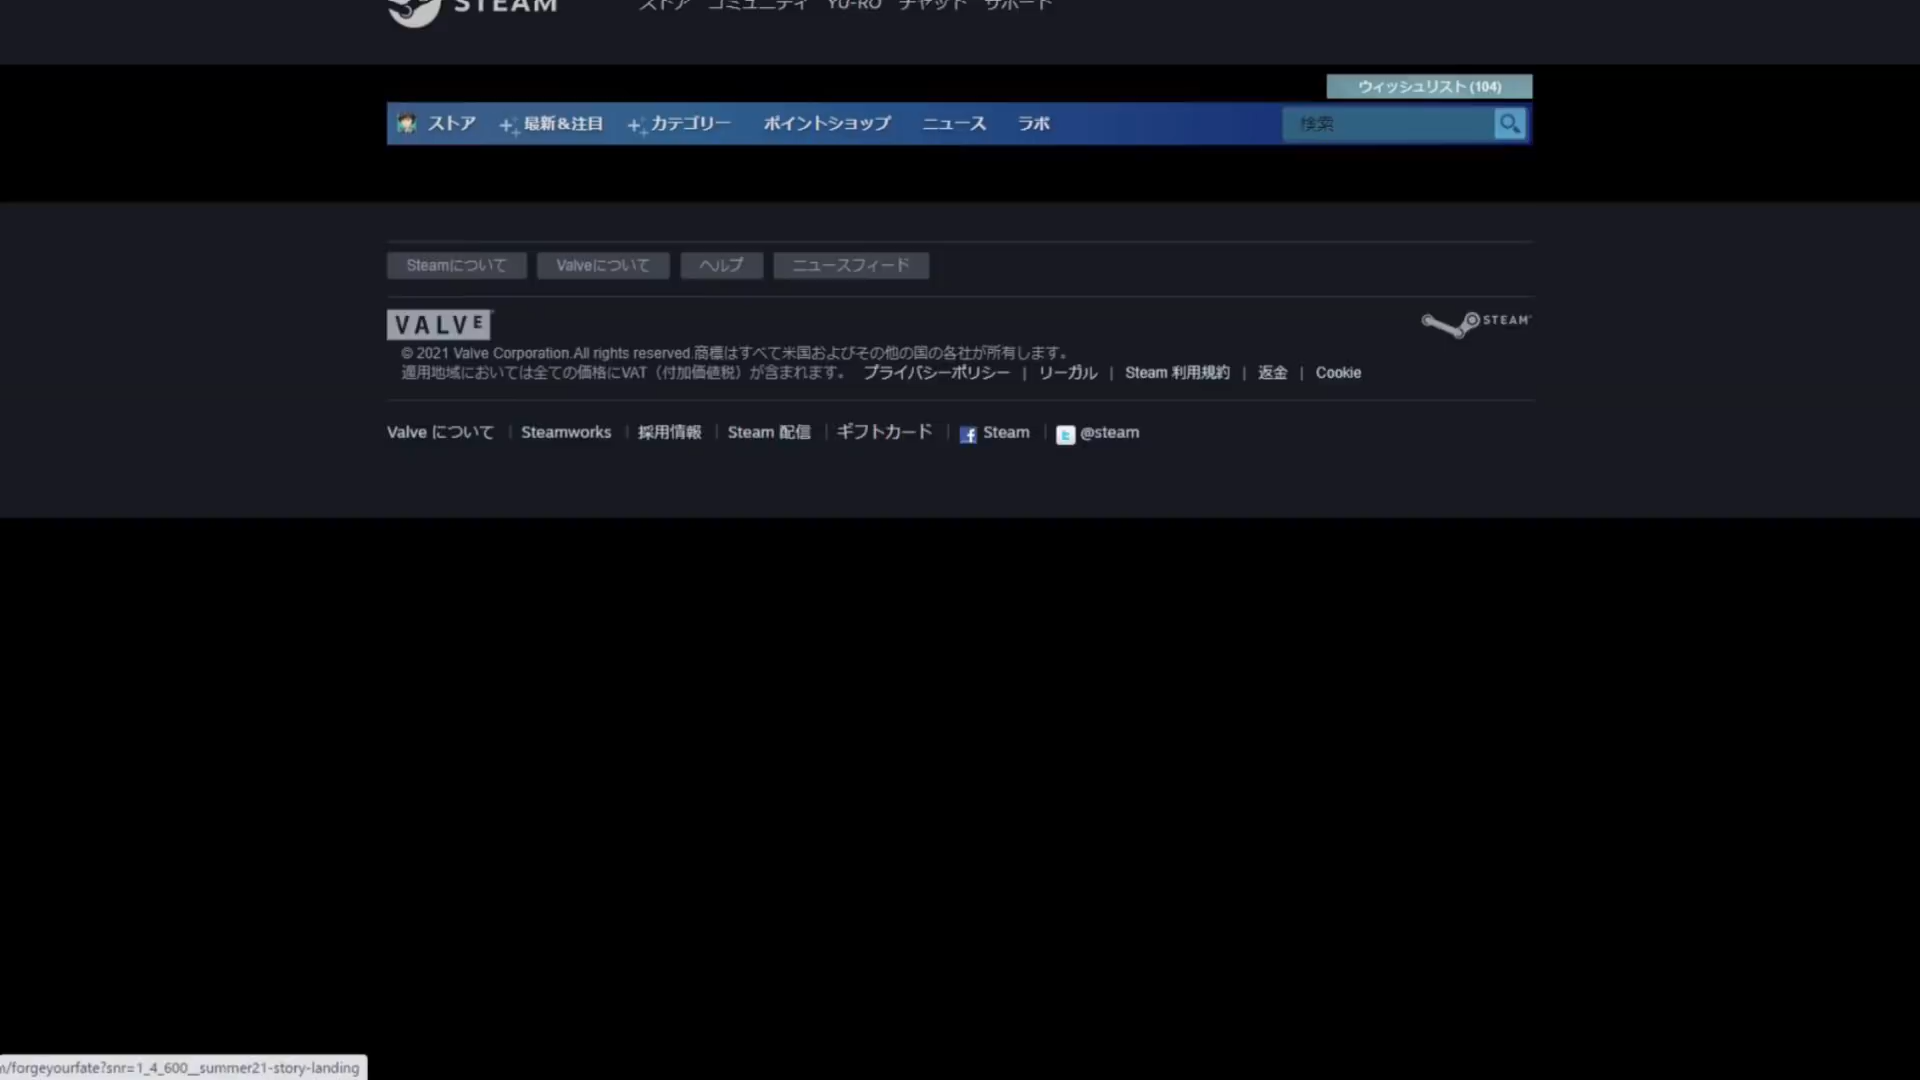 STEAM ストア コミュニティ YU-RO チャット サポート
ウィッシュリスト (104)
ストア 最新&注目 カテゴリー ポイントショップ ニュース ラボ 検索
Steamについて Valveについて ヘルプ ニュースフィード
VALVE STEAM
© 2021 Valve Corporation.All rights reserved.商標はすべて米国およびその他の国の各社が所有します。
適用地域においては全ての価格にVAT（付加価値税）が含まれます。 プライバシーポリシー | リーガル | Steam 利用規約 | 返金 | Cookie
Valve について | Steamworks | 採用情報 | Steam 配信 | ギフトカード | Steam | @steam
/forgeyourfate?snr=1_4_600__summer21-story-landing